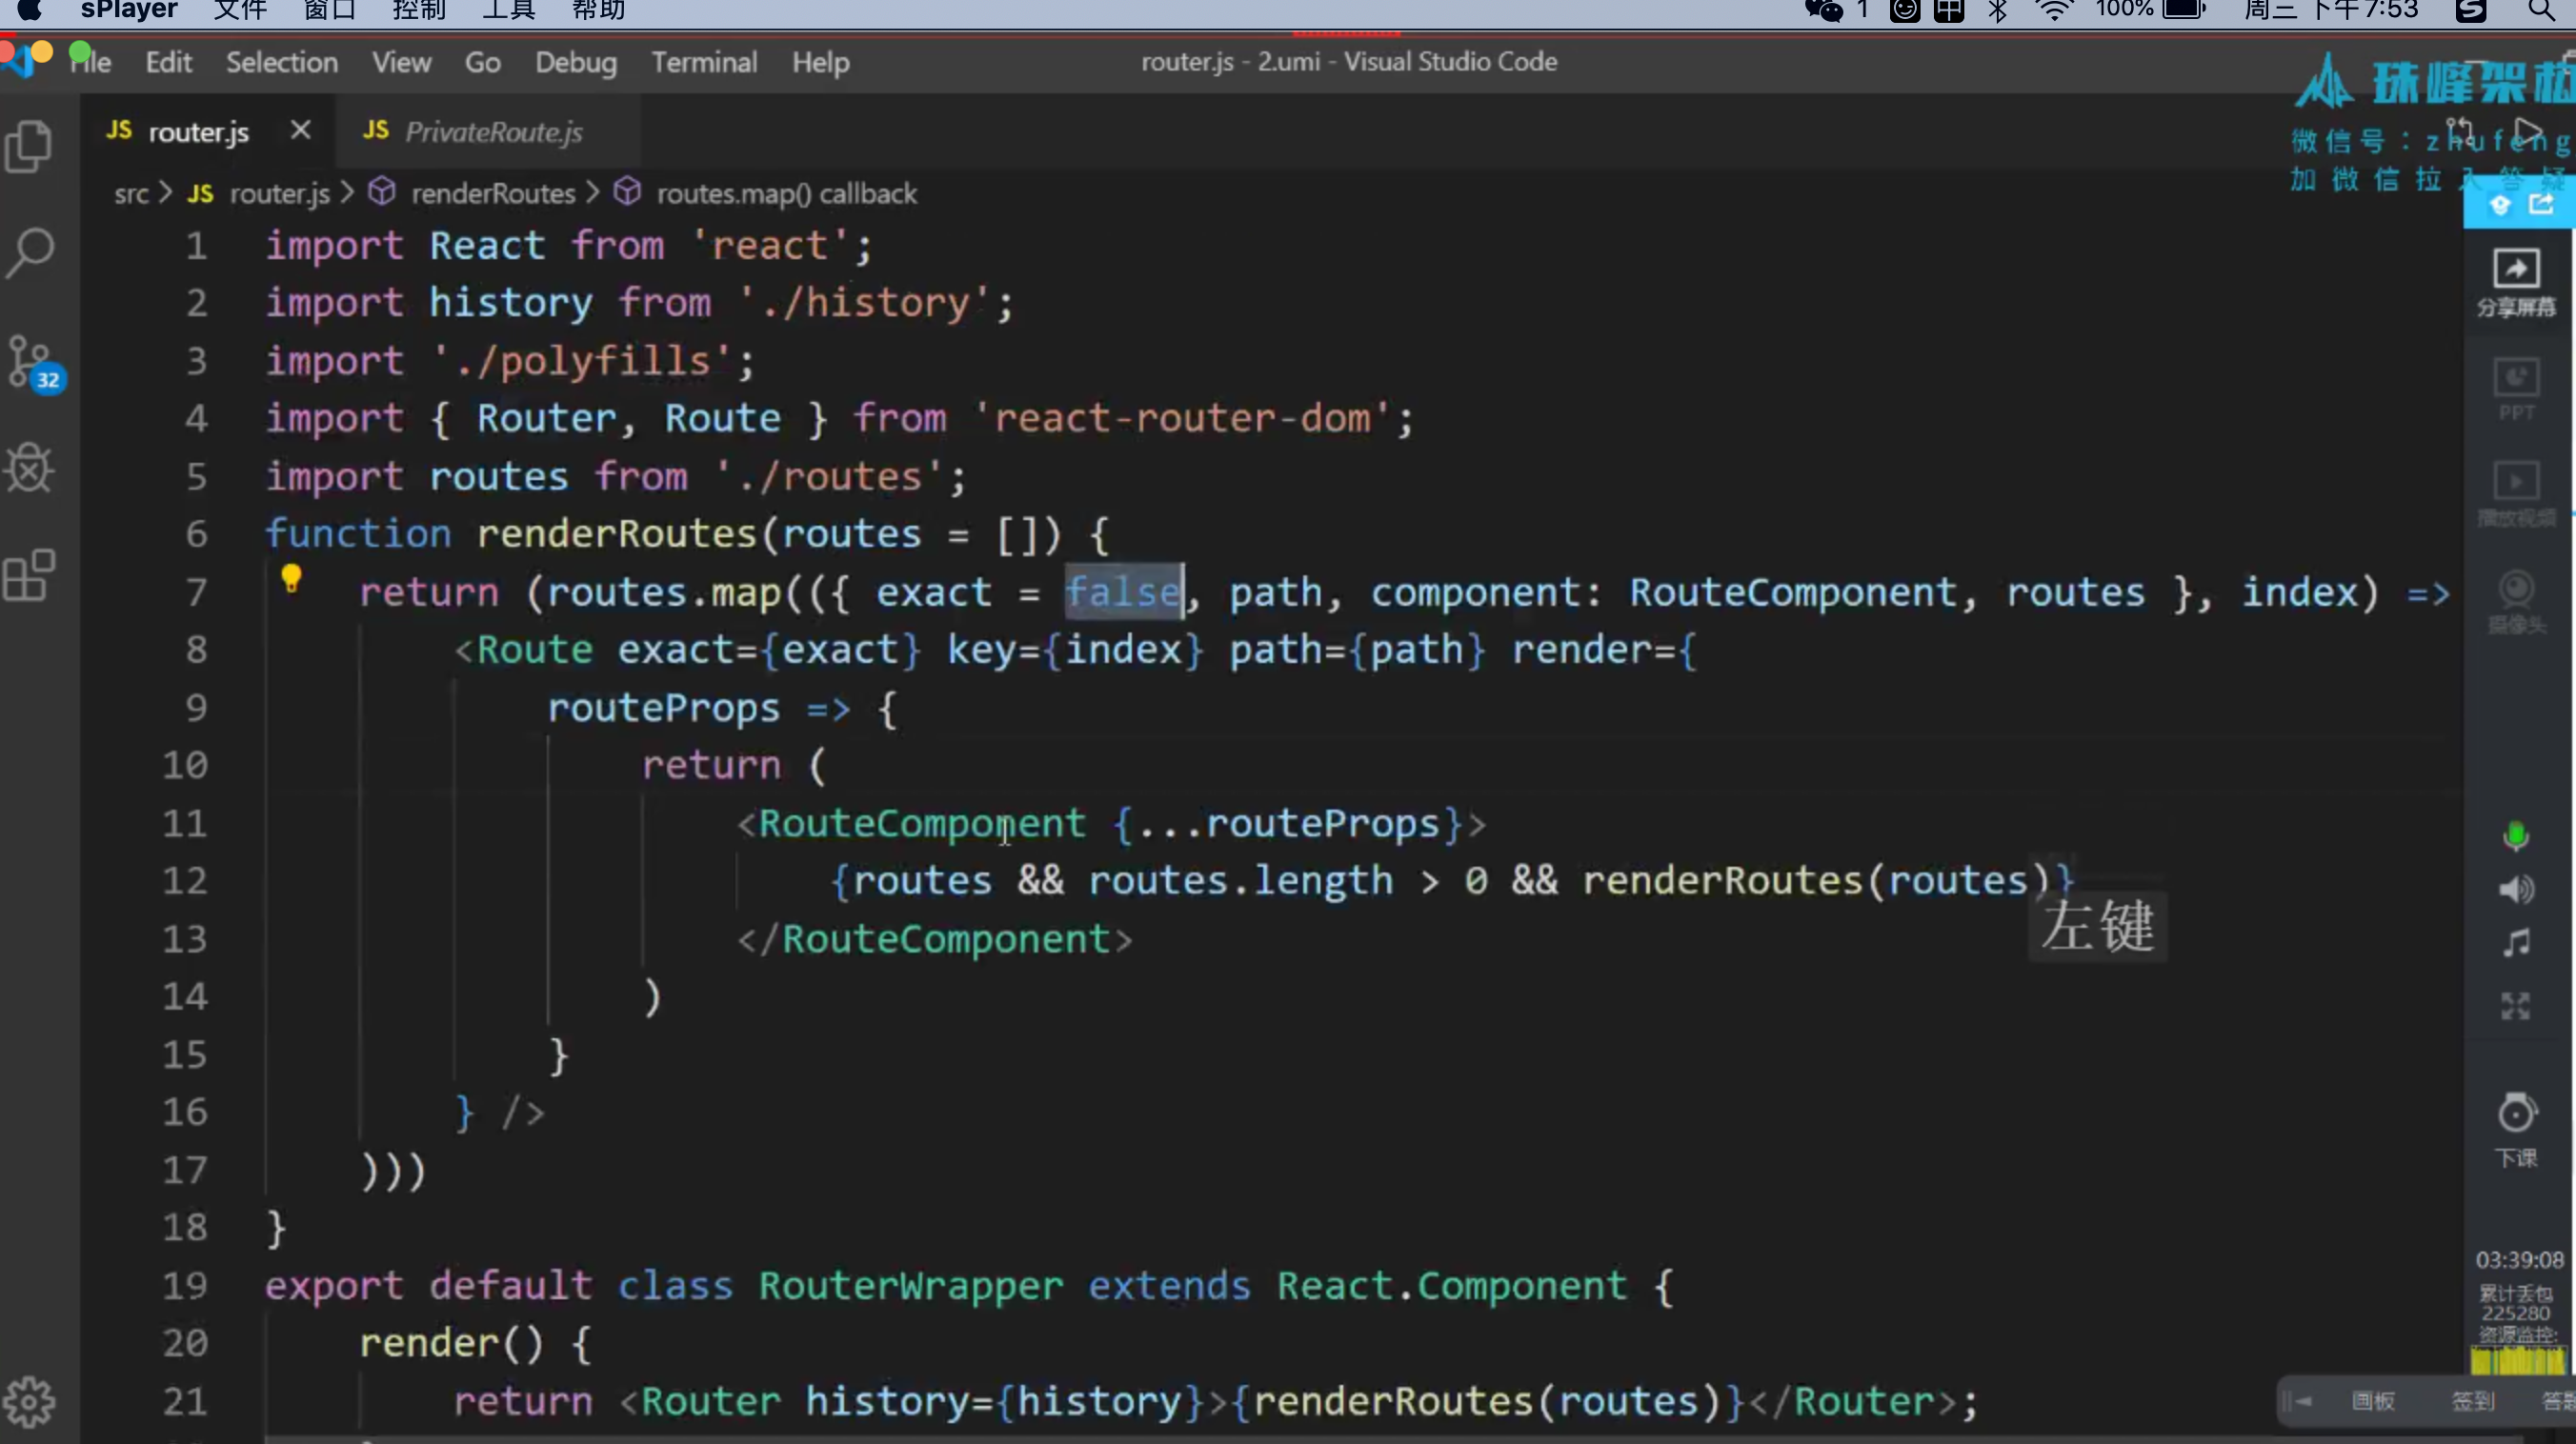 sPlayer 文件 窗口 控制 工具 帮助 1 100% 周三 下午7:53
Edit Selection View Go Debug Terminal Help router.js - 2.umi - Visual Studio Code
珠峰架构
JS router.js × JS PrivateRoute.js
微信号：zhufeng
加微信拉入答疑
src > JS router.js > renderRoutes > routes.map() callback
1 import React from 'react';
2 import history from './history';
3 import './polyfills';
4 import { Router, Route } from 'react-router-dom';
5 import routes from './routes';
6 function renderRoutes(routes = []) {
7 return (routes.map(({ exact = false, path, component: RouteComponent, routes }, index) =>
8 <Route exact={exact} key={index} path={path} render={
9 routeProps => {
10 return (
11 <RouteComponent {...routeProps}>
12 {routes && routes.length > 0 && renderRoutes(routes)}
13 </RouteComponent>
14 )
15 }
16 } />
17 )))
18 }
19 export default class RouterWrapper extends React.Component {
20 render() {
21 return <Router history={history}>{renderRoutes(routes)}</Router>;
32
左键
分享屏幕
PPT
播放视频
摄像头
下课
03:39:08
累计丢包
225280
资源监控:
画板 签到